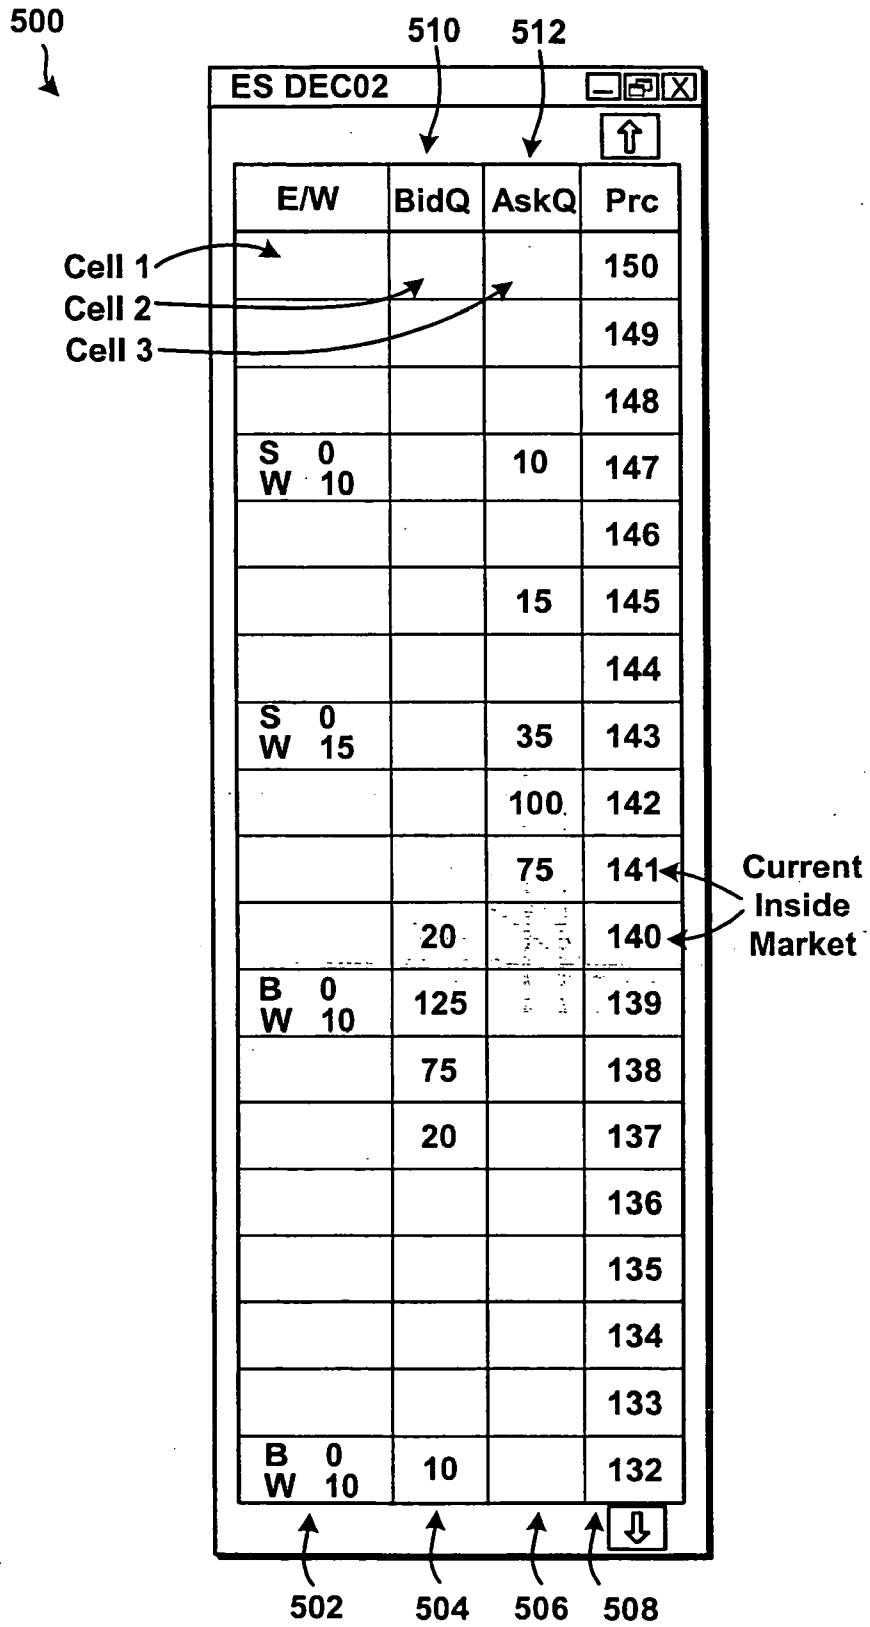 500
510 512
ES DEC02
E/W BidQ AskQ Prc
Cell 1
Cell 2
Cell 3
150
149
148
S 0
W 10
10 147
146
15 145
144
S 0
W 15
35 143
100 142
75 141
Current
Inside
Market
20 140
B 0
W 10
125 139
75 138
20 137
136
135
134
133
B 0
W 10
10 132
502 504 506 508